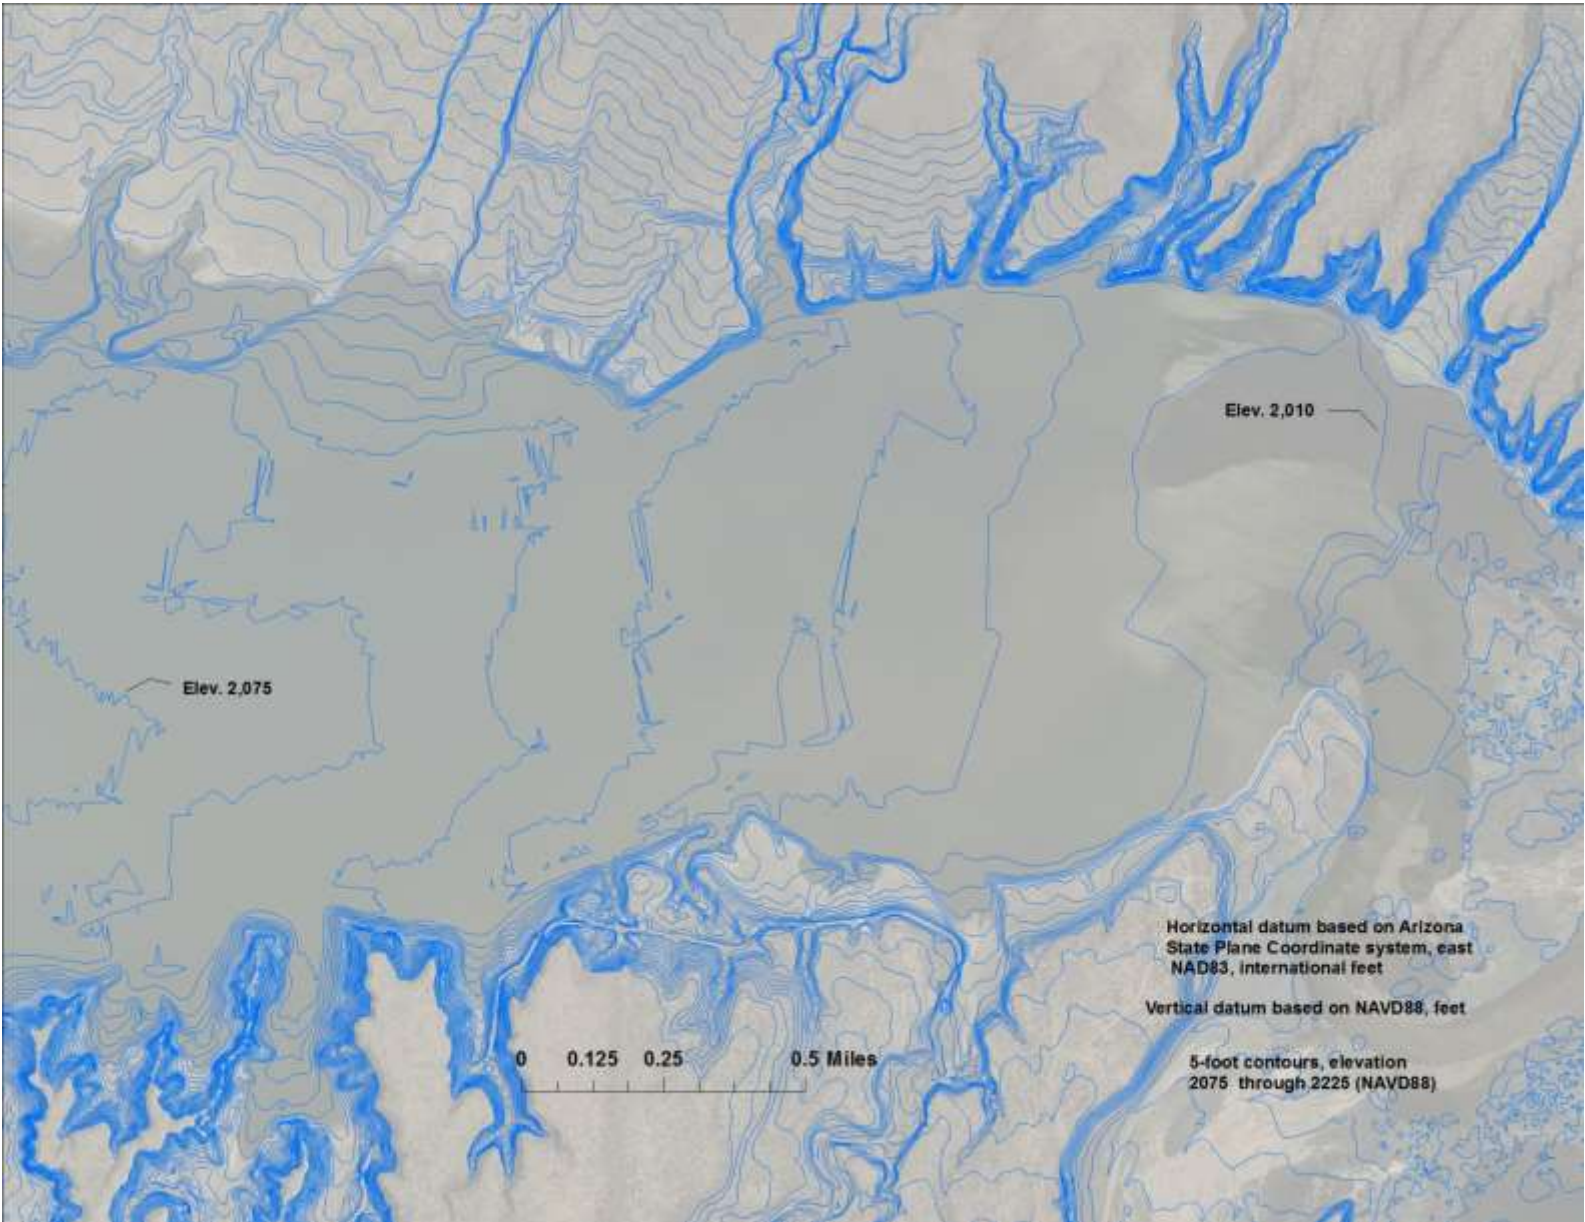 Elev. 2,010
Elev. 2,075
Horizontal datum based on Arizona
State Plane Coordinate system, east
NAD83, international feet
Vertical datum based on NAVD88, feet
0 0.125 0.25 0.5 Miles
5-foot contours, elevation
2075 through 2225 (NAVD88)